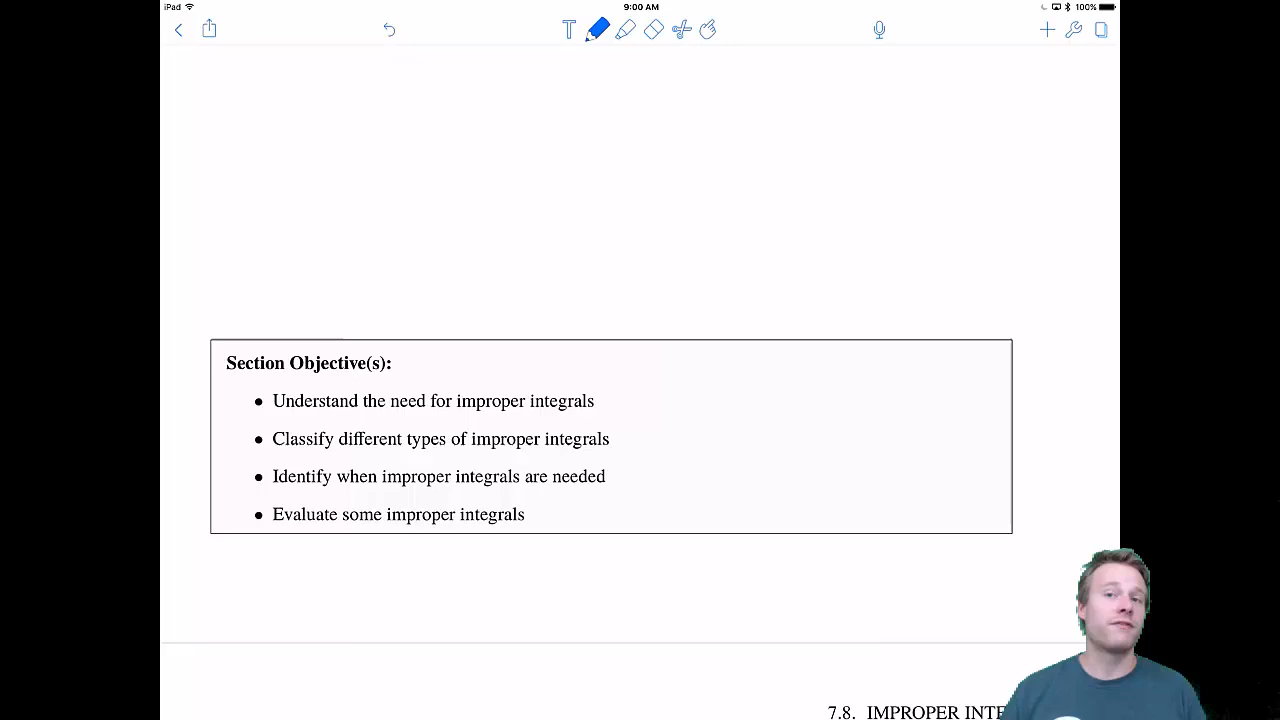 iPad 9:00 AM 100%
T
Section Objective(s):
• Understand the need for improper integrals
• Classify different types of improper integrals
• Identify when improper integrals are needed
• Evaluate some improper integrals
7.8. IMPROPER